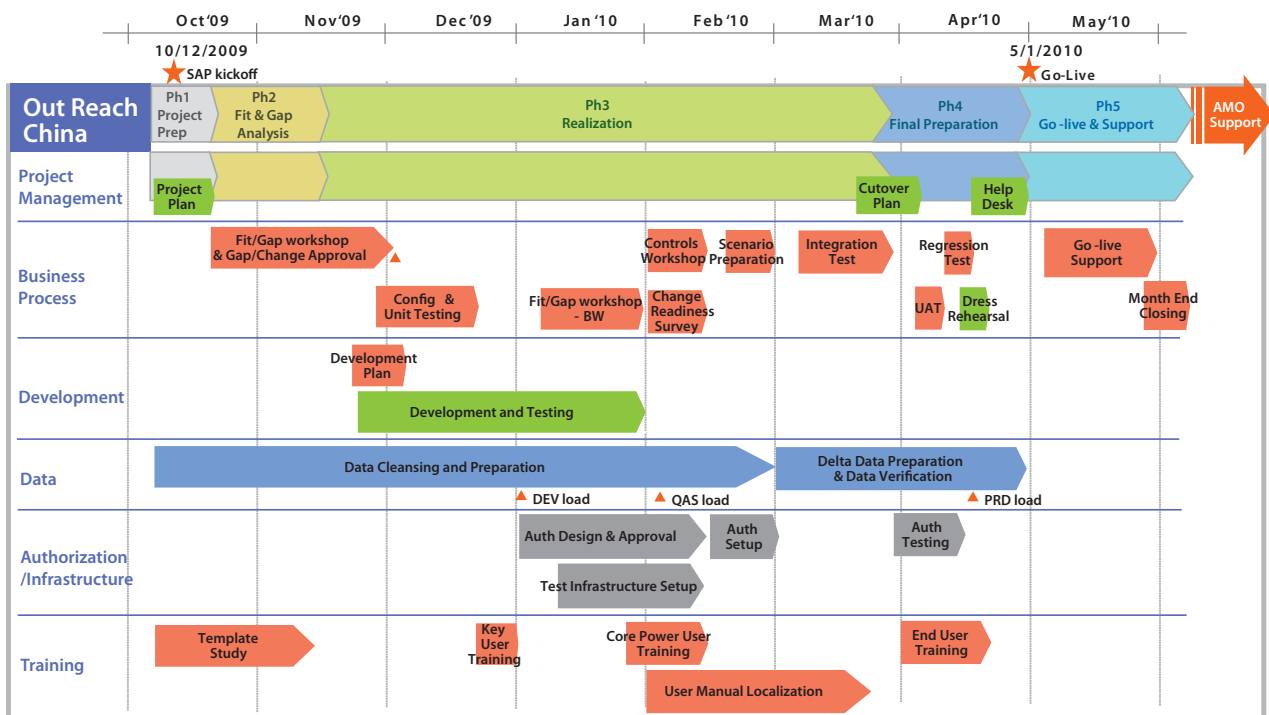 Oct‘09 Nov‘09 Dec‘09 Jan‘10 Feb‘10 Mar‘10 Apr‘10 May‘10
10/12/2009
5/1/2010
SAP kickoff
Go-Live
Out Reach
China
Ph1
Project
Prep
Ph2
Fit & Gap
Analysis
Ph3
Realization
Ph4
Final Preparation
Ph5
Go -live & Support
AMO
Support
Project
Management
Project
Plan
Cutover
Plan
Help
Desk
Business
Process
Fit/Gap workshop
& Gap/Change Approval
Controls
Workshop
Scenario
Preparation
Integration
Test
Regression
Test
Go -live
Support
Config &
Unit Testing
Fit/Gap workshop
- BW
Change
Readiness
Survey
UAT
Dress
Rehearsal
Month End
Closing
Development
Development
Plan
Development and Testing
Data
Data Cleansing and Preparation
Delta Data Preparation
& Data Verification
DEV load
QAS load
PRD load
Authorization
/Infrastructure
Auth Design & Approval
Auth
Setup
Auth
Testing
Test Infrastructure Setup
Training
Template
Study
Key
User
Training
Core Power User
Training
End User
Training
User Manual Localization